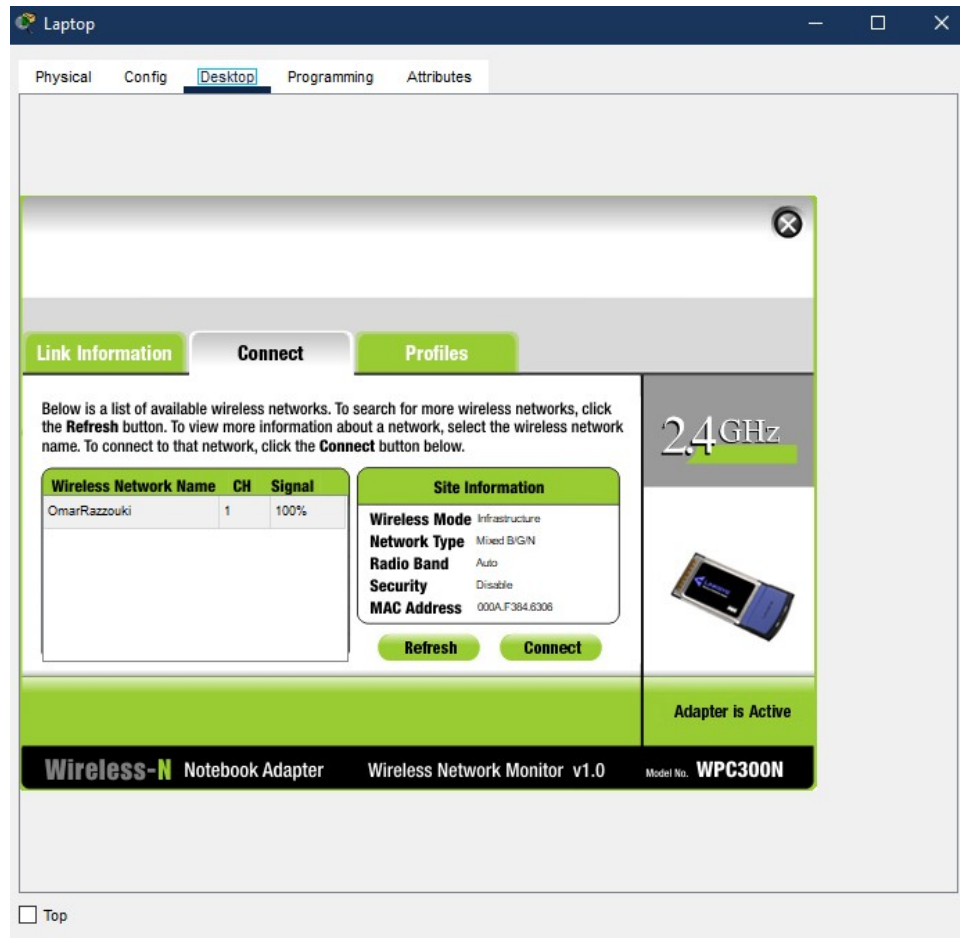 Laptop
Physical Config Desktop Programming Attributes
Link Information Connect Profiles
Below is a list of available wireless networks. To search for more wireless networks, click
the Refresh button. To view more information about a network, select the wireless network
name. To connect to that network, click the Connect button below.
2.4GHz
Wireless Network Name CH Signal
OmarRazzouki 1 100%
Site Information
Wireless Mode Infrastructure
Network Type Mixed B/G/N
Radio Band Auto
Security Disable
MAC Address 000A.F384.6306
Refresh Connect
Adapter is Active
Wireless-N Notebook Adapter Wireless Network Monitor v1.0 Model No. WPC300N
Top